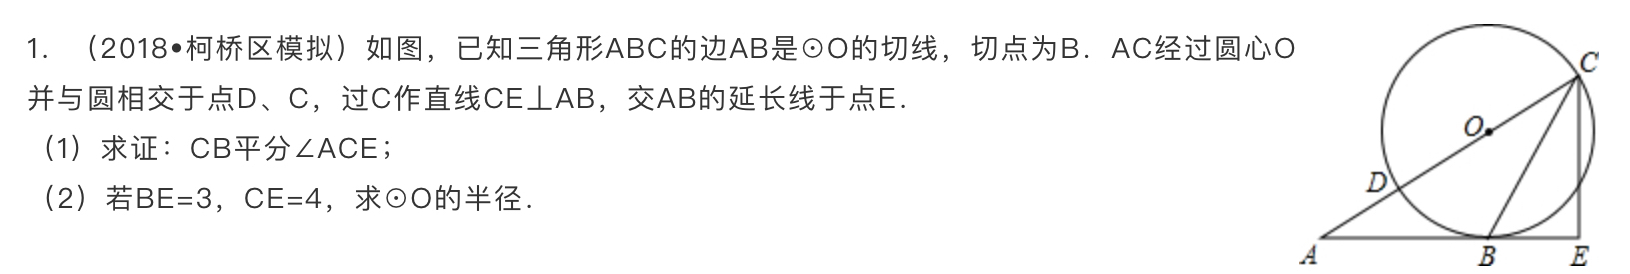 1. （2018•柯桥区模拟）如图，已知三角形ABC的边AB是⊙O的切线，切点为B．AC经过圆心O
并与圆相交于点D、C，过C作直线CE⊥AB，交AB的延长线于点E．
（1）求证：CB平分∠ACE；
（2）若BE=3，CE=4，求⊙O的半径．
C
O
D
A
B
E